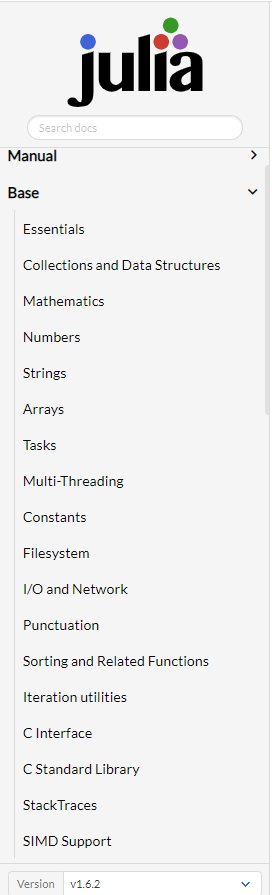 julia
Search docs
Manual
Base
Essentials
Collections and Data Structures
Mathematics
Numbers
Strings
Arrays
Tasks
Multi-Threading
Constants
Filesystem
I/O and Network
Punctuation
Sorting and Related Functions
Iteration utilities
C Interface
C Standard Library
StackTraces
SIMD Support
Version v1.6.2